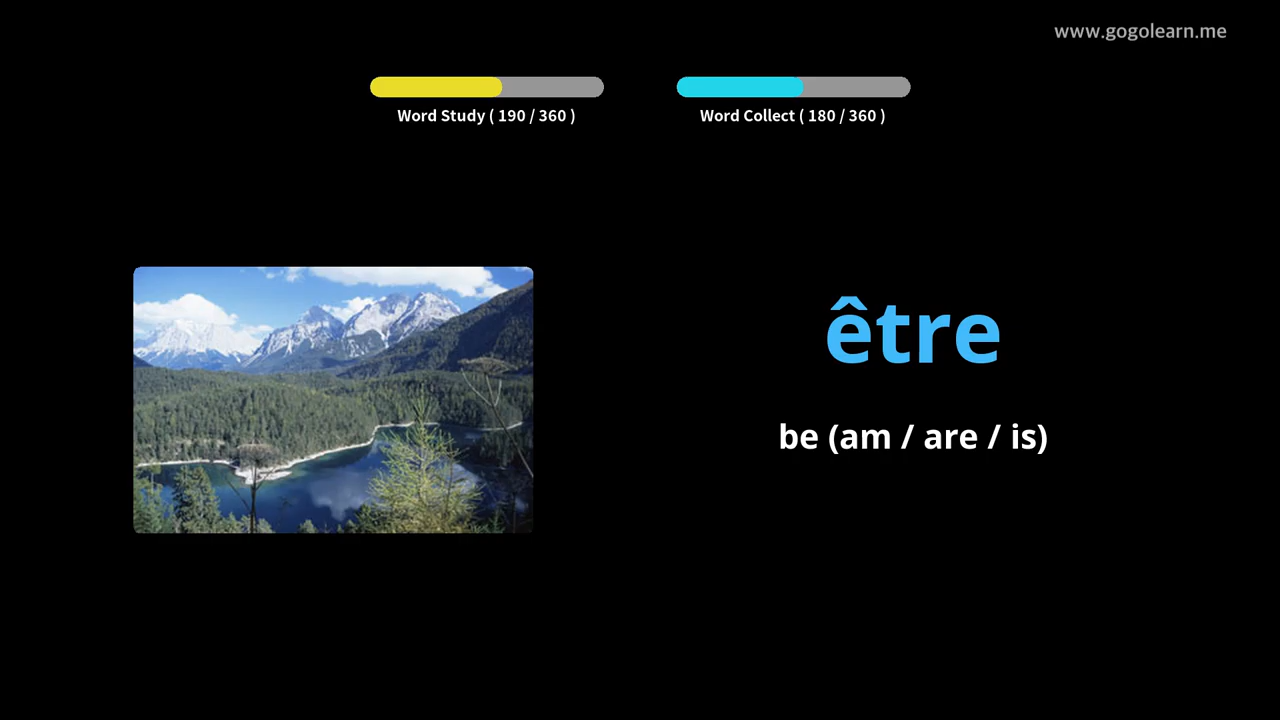 www.gogolearn.me
Word Study ( 190 / 360 )
Word Collect ( 180 / 360 )
être
be (am / are / is)